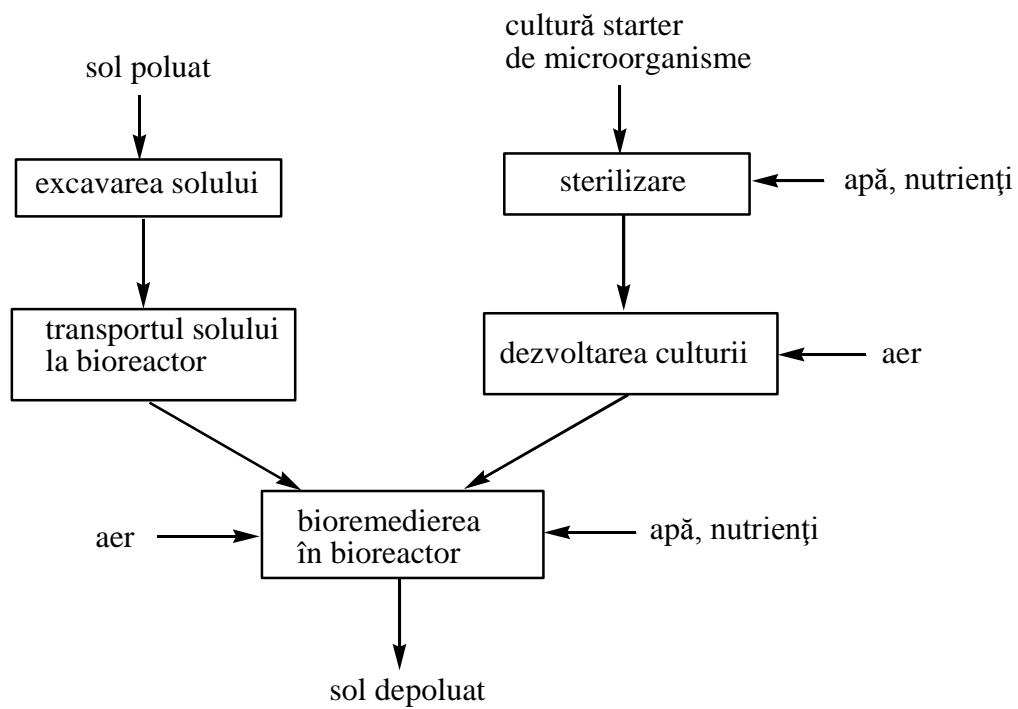 cultură starter
de microorganisme
sol poluat
excavarea solului
sterilizare
apă, nutrienţi
transportul solului
la bioreactor
dezvoltarea culturii
aer
bioremedierea
în bioreactor
aer
apă, nutrienţi
sol depoluat